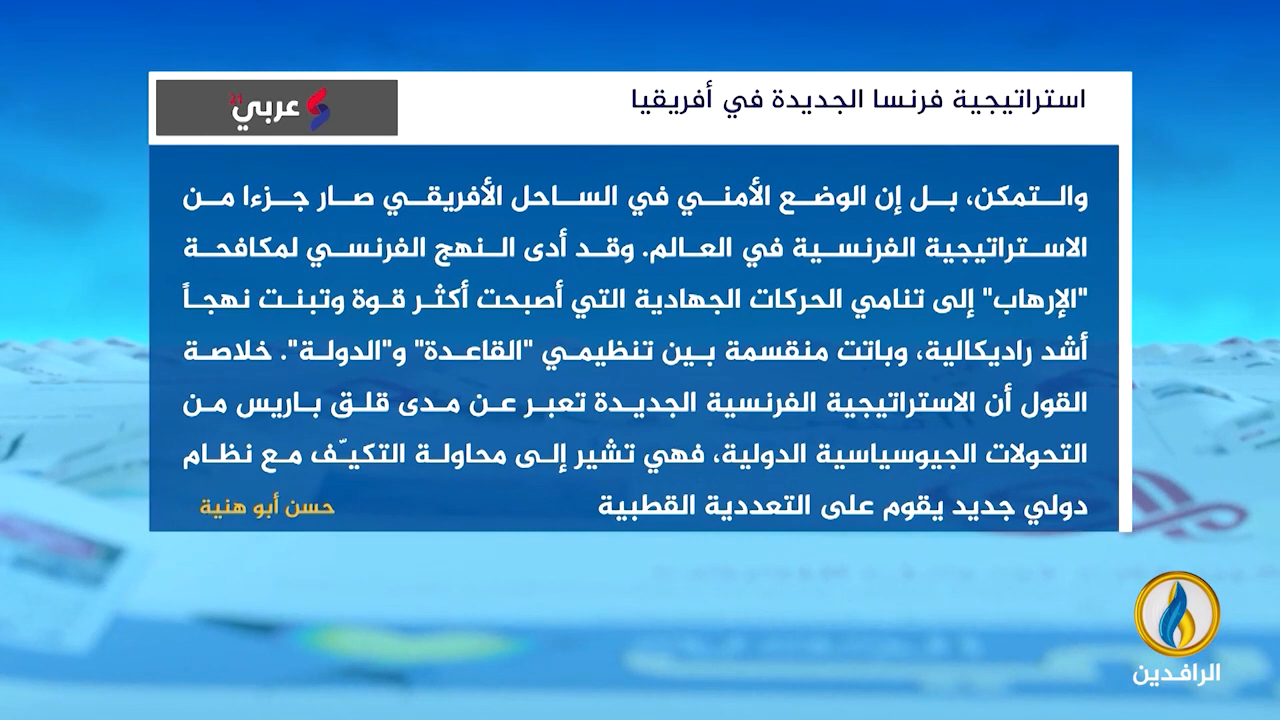 استراتيجية فرنسا الجديدة في أفريقيا
عربي21
والتمكن، بل إن الوضع الأمني في الساحل الأفريقي صار جزءا من
الاستراتيجية الفرنسية في العالم. وقد أدى النهج الفرنسي لمكافحة
"الإرهاب" إلى تنامي الحركات الجهادية التي أصبحت أكثر قوة وتبنت نهجاً
أشد راديكالية، وباتت منقسمة بين تنظيمي "القاعدة" و"الدولة". خلاصة
القول أن الاستراتيجية الفرنسية الجديدة تعبر عن مدى قلق باريس من
التحولات الجيوسياسية الدولية، فهي تشير إلى محاولة التكيّف مع نظام
دولي جديد يقوم على التعددية القطبية
حسن أبو هنية
الرافدين